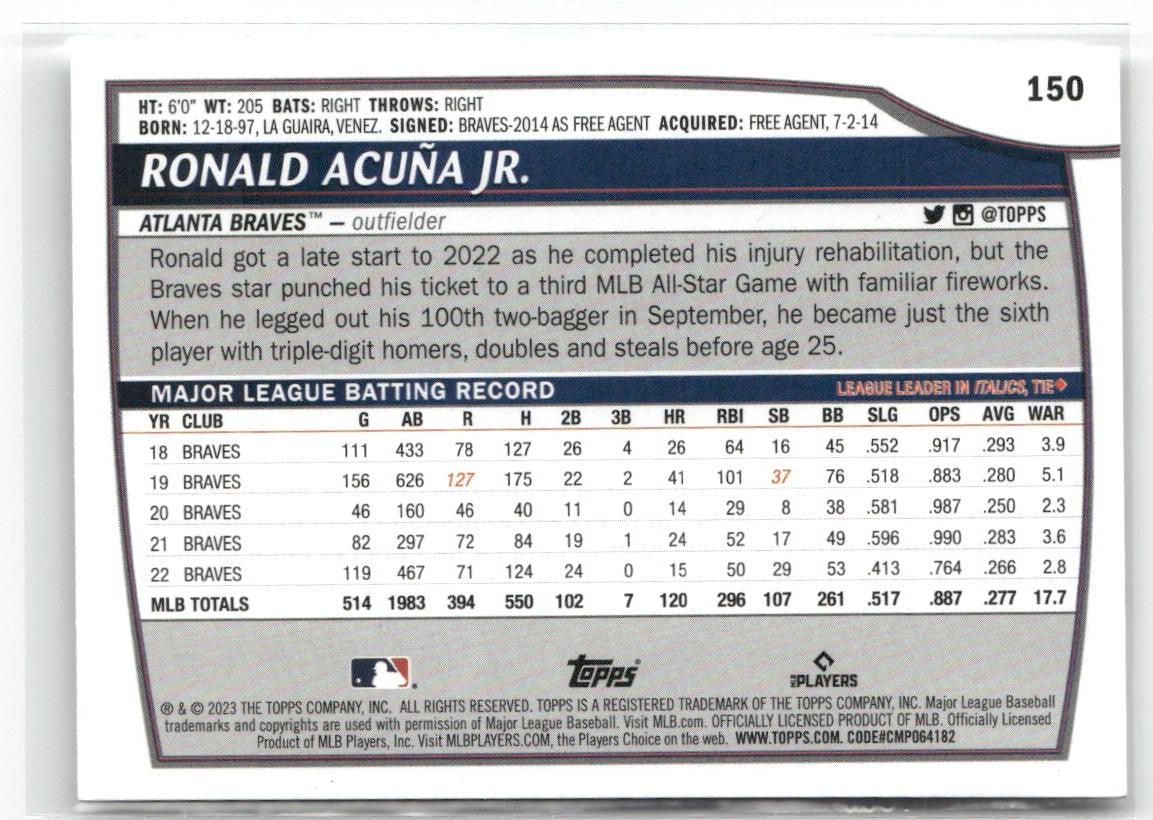 150
HT: 6'0" WT: 205 BATS: RIGHT THROWS: RIGHT
BORN: 12-18-97, LA GUAIRA, VENEZ. SIGNED: BRAVES-2014 AS FREE AGENT ACQUIRED: FREE AGENT, 7-2-14
RONALD ACUÑA JR.
ATLANTA BRAVES™ – outfielder @TOPPS
Ronald got a late start to 2022 as he completed his injury rehabilitation, but the
Braves star punched his ticket to a third MLB All-Star Game with familiar fireworks.
When he legged out his 100th two-bagger in September, he became just the sixth
player with triple-digit homers, doubles and steals before age 25.
MAJOR LEAGUE BATTING RECORD LEAGUE LEADER IN ITALICS, TIE♦
YR CLUB G AB R H 2B 3B HR RBI SB BB SLG OPS AVG WAR
18 BRAVES 111 433 78 127 26 4 26 64 16 45 .552 .917 .293 3.9
19 BRAVES 156 626 127 175 22 2 41 101 37 76 .518 .883 .280 5.1
20 BRAVES 46 160 46 40 11 0 14 29 8 38 .581 .987 .250 2.3
21 BRAVES 82 297 72 84 19 1 24 52 17 49 .596 .990 .283 3.6
22 BRAVES 119 467 71 124 24 0 15 50 29 53 .413 .764 .266 2.8
MLB TOTALS 514 1983 394 550 102 7 120 296 107 261 .517 .887 .277 17.7
Topps® MLB PLAYERS
® & © 2023 THE TOPPS COMPANY, INC. ALL RIGHTS RESERVED. TOPPS IS A REGISTERED TRADEMARK OF THE TOPPS COMPANY, INC. Major League Baseball
trademarks and copyrights are used with permission of Major League Baseball. Visit MLB.com. OFFICIALLY LICENSED PRODUCT OF MLB. Officially Licensed
Product of MLB Players, Inc. Visit MLBPLAYERS.COM, the Players Choice on the web. WWW.TOPPS.COM. CODE#CMP064182